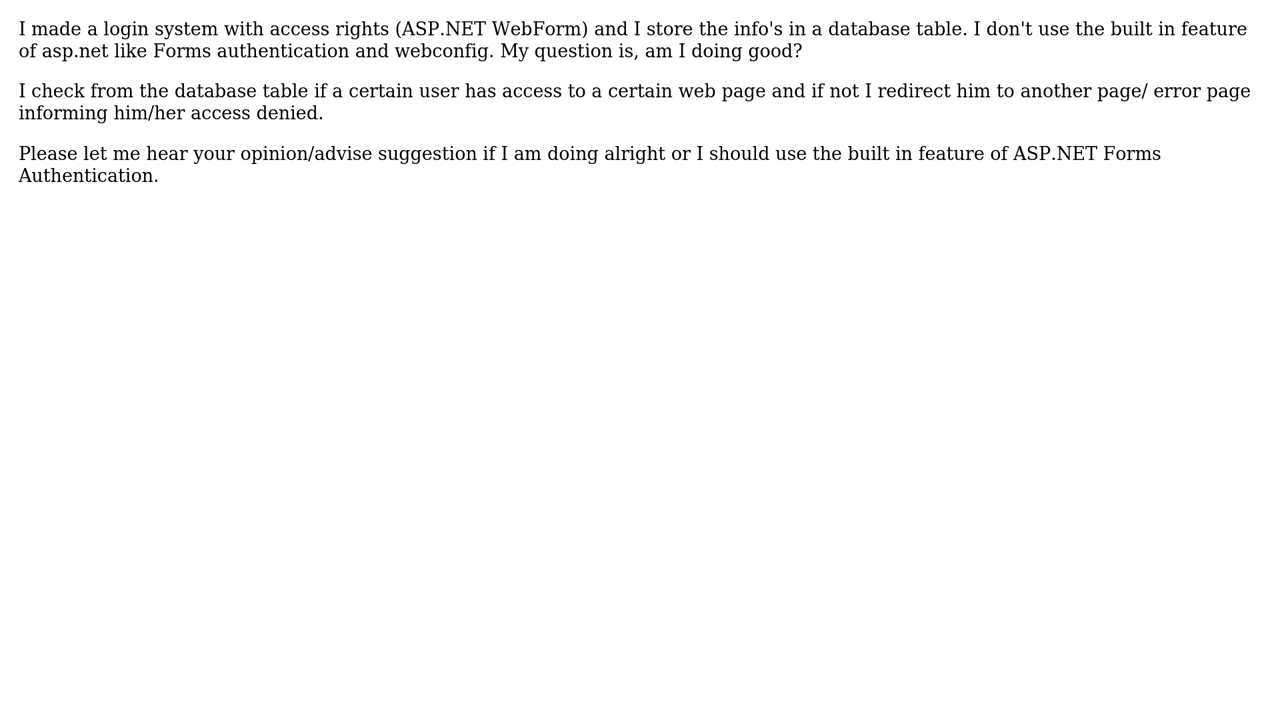 I made a login system with access rights (ASP.NET WebForm) and I store the info's in a database table. I don't use the built in feature
of asp.net like Forms authentication and webconfig. My question is, am I doing good?
I check from the database table if a certain user has access to a certain web page and if not I redirect him to another page/ error page
informing him/her access denied.
Please let me hear your opinion/advise suggestion if I am doing alright or I should use the built in feature of ASP.NET Forms
Authentication.